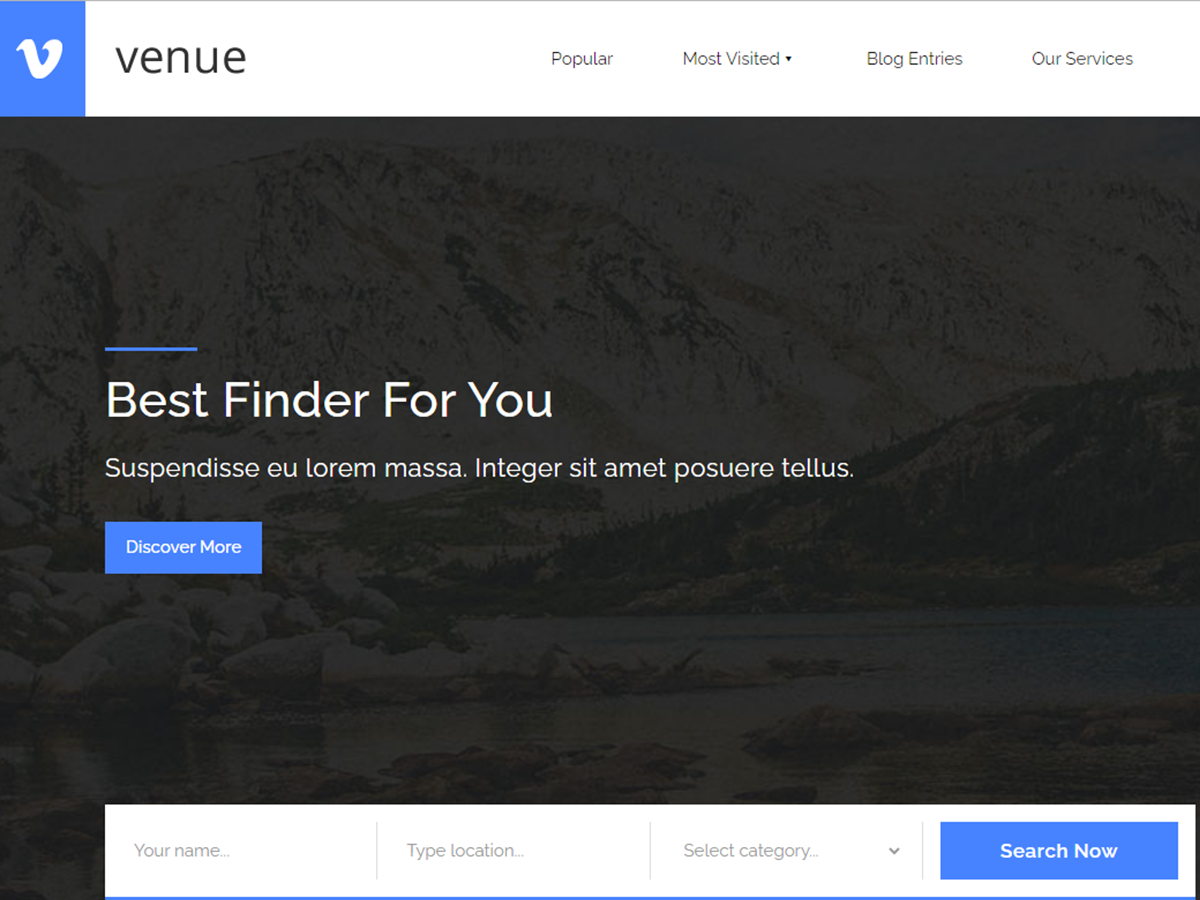 v venue
Popular
Most Visited ▾
Blog Entries
Our Services
Best Finder For You
Suspendisse eu lorem massa. Integer sit amet posuere tellus.
Discover More
Your name...
Type location...
Select category...
Search Now